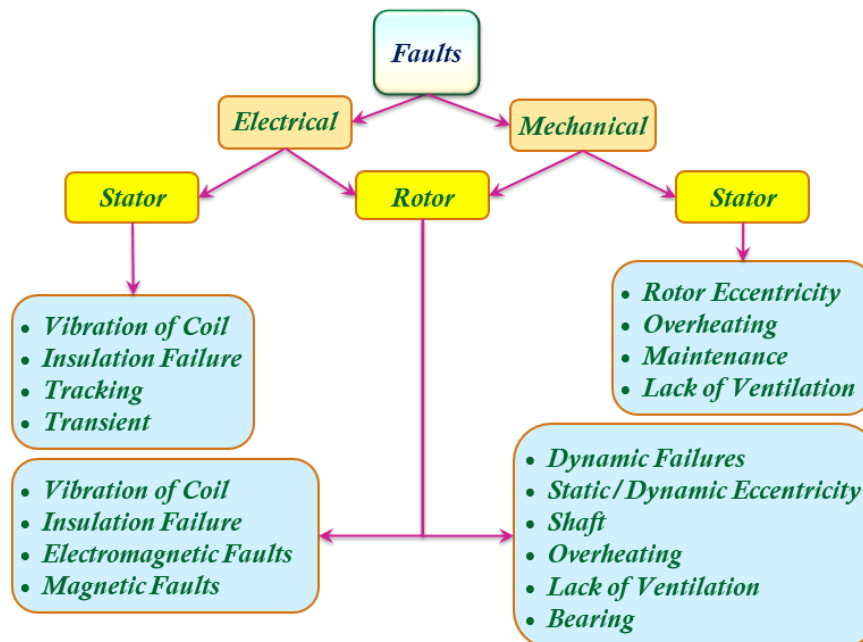 Faults
Electrical
Mechanical
Stator
Rotor
Stator
• Vibration of Coil
• Insulation Failure
• Tracking
• Transient
• Rotor Eccentricity
• Overheating
• Maintenance
• Lack of Ventilation
• Vibration of Coil
• Insulation Failure
• Electromagnetic Faults
• Magnetic Faults
• Dynamic Failures
• Static/Dynamic Eccentricity
• Shaft
• Overheating
• Lack of Ventilation
• Bearing